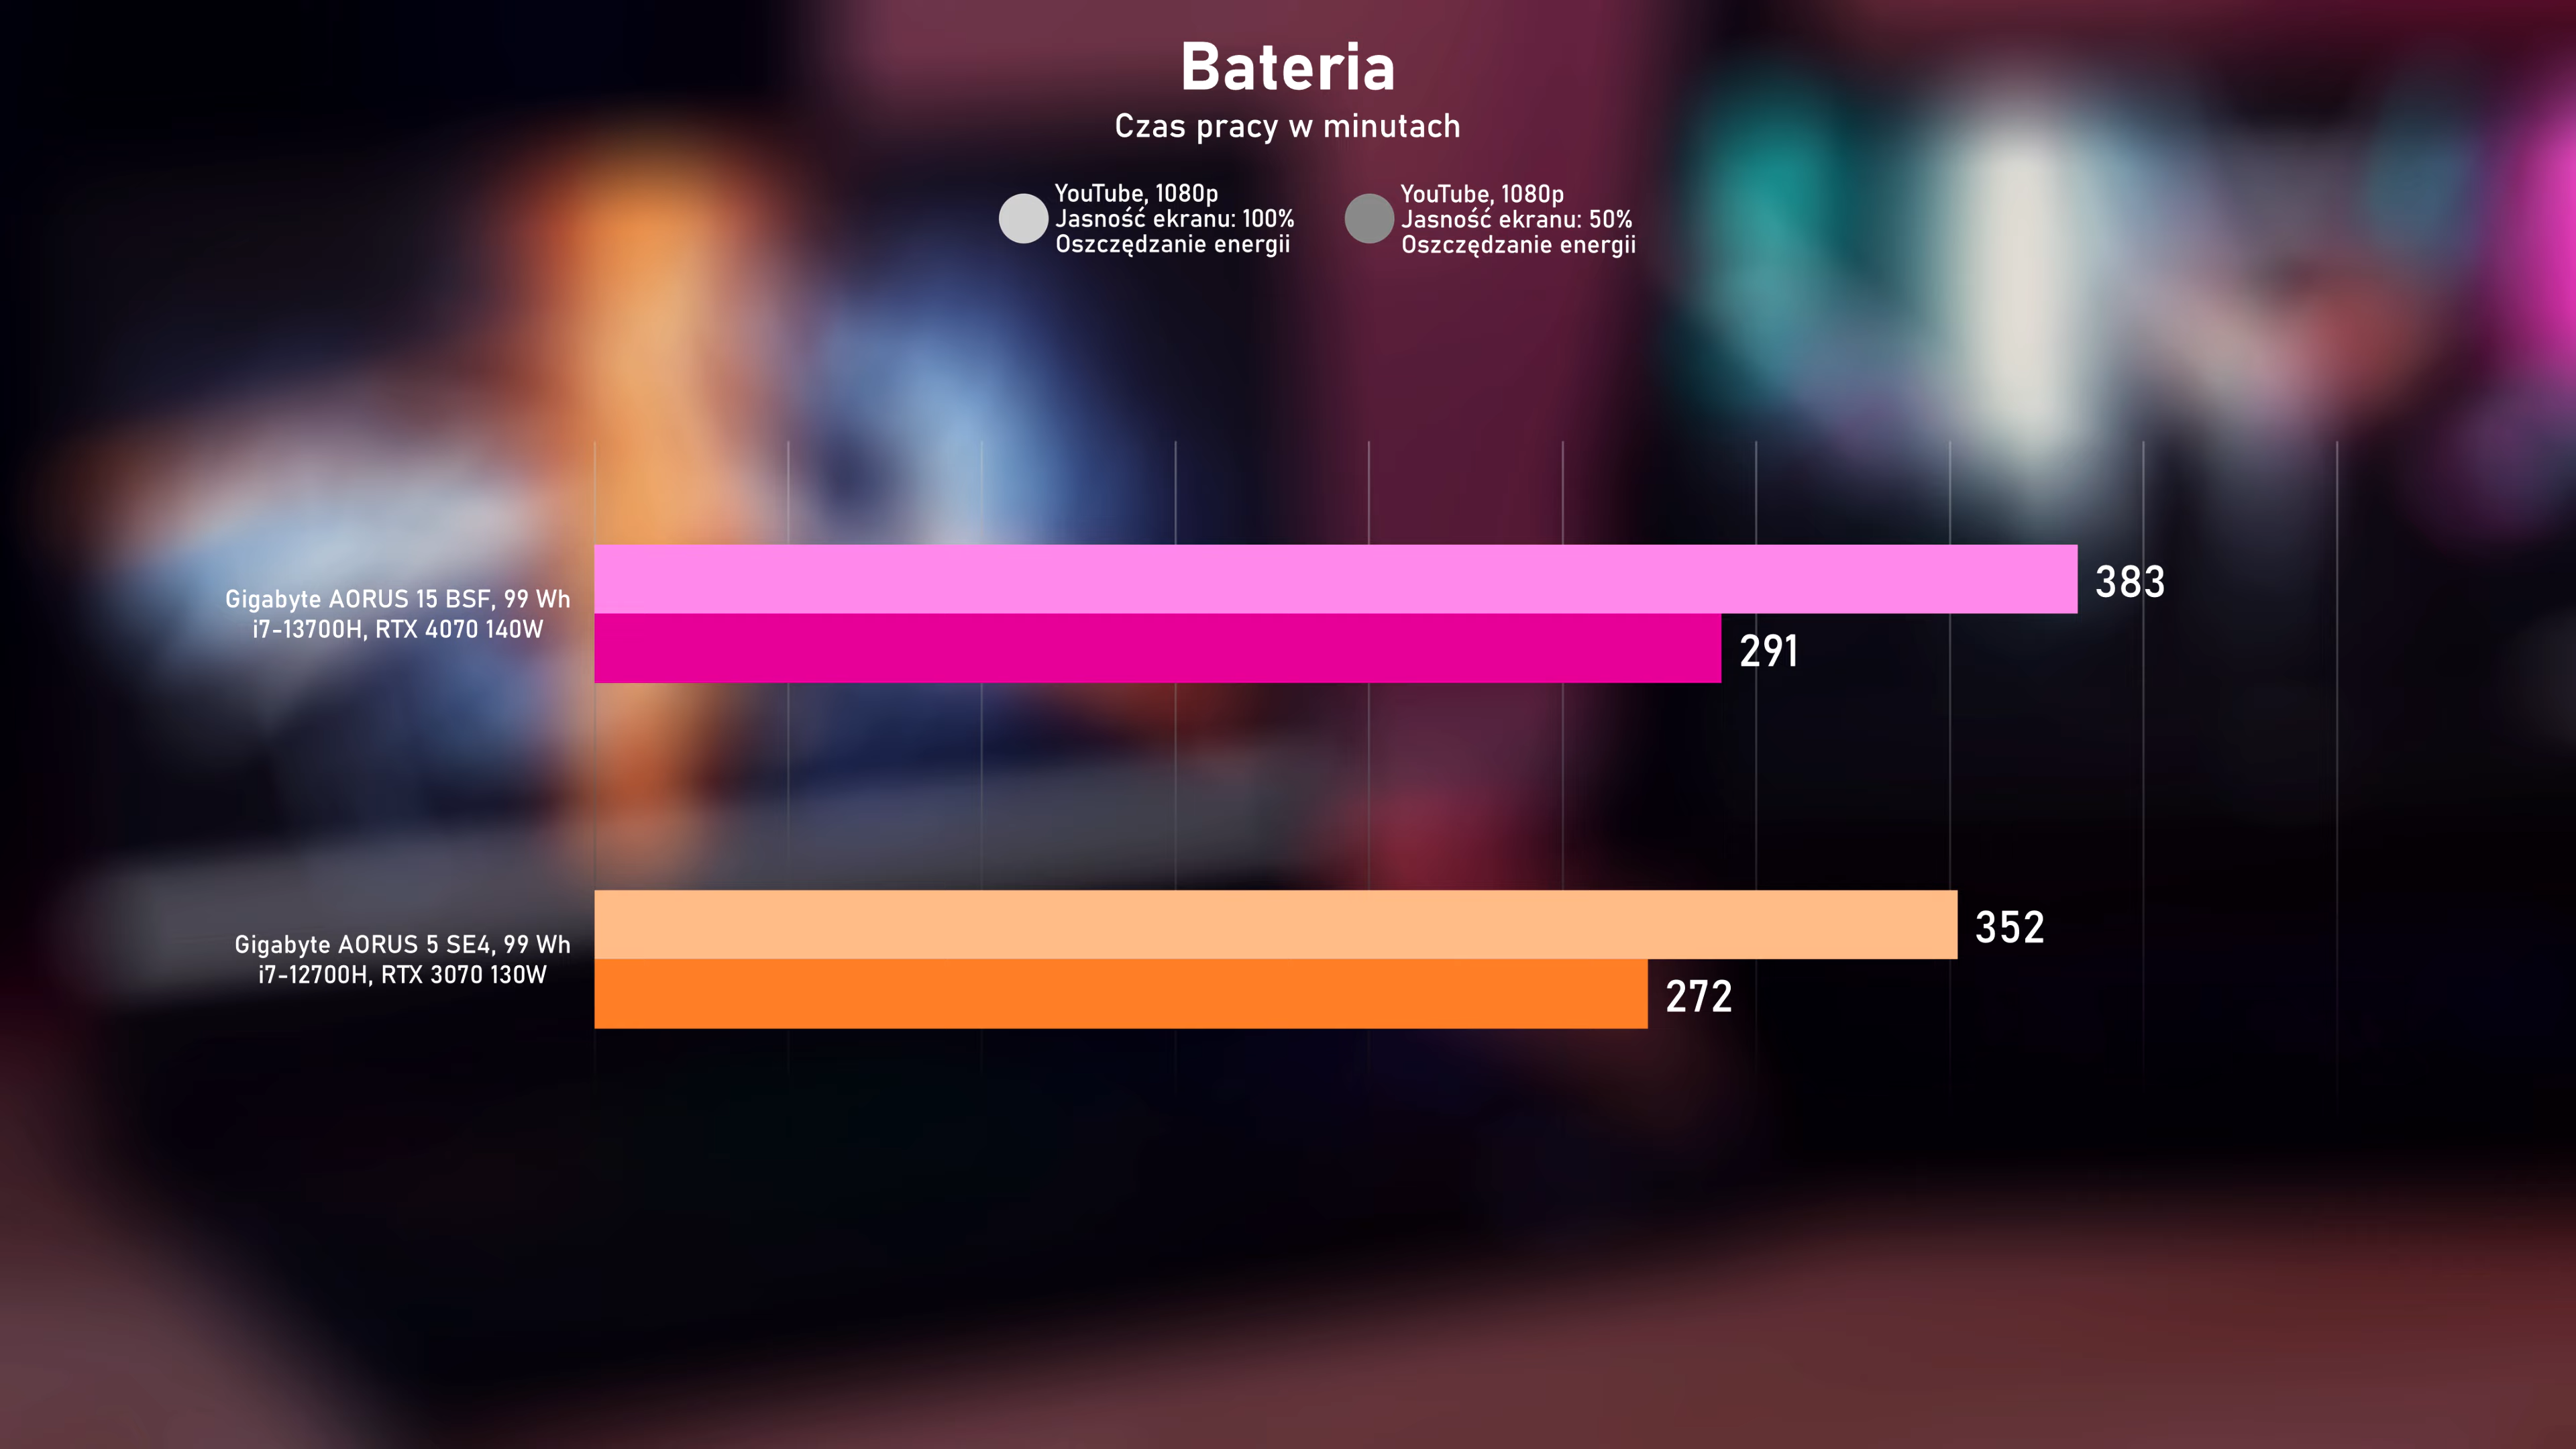 Bateria
Czas pracy w minutach
YouTube, 1080p
Jasność ekranu: 100%
Oszczędzanie energii
YouTube, 1080p
Jasność ekranu: 50%
Oszczędzanie energii
Gigabyte AORUS 15 BSF, 99 Wh
i7-13700H, RTX 4070 140W
383
291
Gigabyte AORUS 5 SE4, 99 Wh
i7-12700H, RTX 3070 130W
352
272